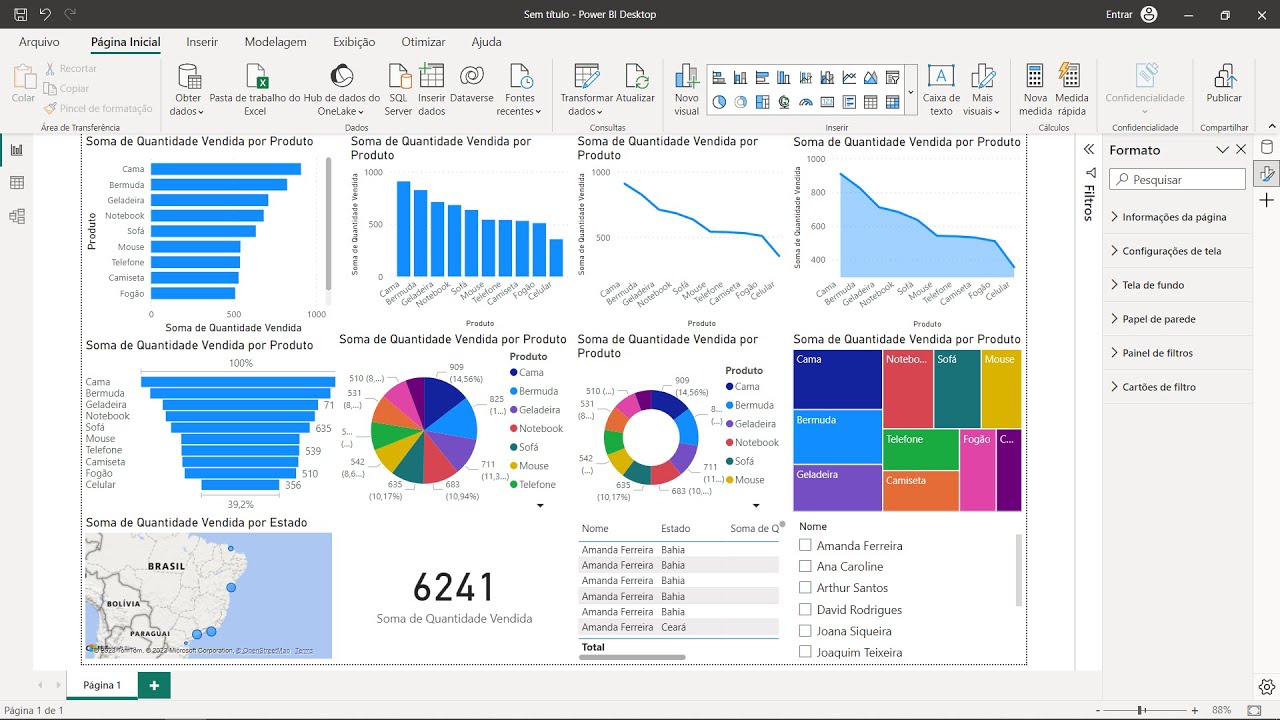 Sem título - Power BI Desktop
Entrar
Arquivo
Página Inicial
Inserir
Modelagem
Exibição
Otimizar
Ajuda
Colar
Recortar
Copiar
Pincel de formatação
Área de Transferência
Obter dados
Pasta de trabalho do Excel
Hub de dados do OneLake
SQL Server
Inserir dados
Dataverse
Fontes recentes
Dados
Transformar dados
Atualizar
Consultas
Novo visual
Caixa de texto
Mais visuais
Inserir
Nova medida
Medida rápida
Cálculos
Confidencialidade
Confidencialidade
Publicar
Compartilhar
Soma de Quantidade Vendida por Produto
Produto
Cama
Bermuda
Geladeira
Notebook
Sofá
Mouse
Telefone
Camiseta
Fogão
0
500
1000
Soma de Quantidade Vendida
Soma de Quantidade Vendida por
Produto
Soma de Quantidade Vendida
1000
500
0
Cama
Bermuda
Geladeira
Notebook
Sofá
Mouse
Telefone
Camiseta
Fogão
Celular
Produto
Soma de Quantidade Vendida por
Produto
Soma de Quantidade Vendida
1000
500
Cama
Bermuda
Geladeira
Notebook
Sofá
Mouse
Telefone
Camiseta
Fogão
Celular
Produto
Soma de Quantidade Vendida por Produto
Soma de Quantidade Vendida
1000
800
600
400
Cama
Bermuda
Geladeira
Notebook
Sofá
Mouse
Telefone
Camiseta
Fogão
Celular
Produto
Soma de Quantidade Vendida por Produto
100%
Cama
Bermuda
Geladeira
71
Notebook
Sofá
635
Mouse
Telefone
539
Camiseta
Fogão
510
Celular
356
39,2%
Soma de Quantidade Vendida por Produto
909
(14,56%)
825
(1...)
711
(11,3...)
683
(10,94%)
635
(10,17%)
542
(8,6...)
5...
(...)
531
(8,...)
510 (8,...)
Produto
Cama
Bermuda
Geladeira
Notebook
Sofá
Mouse
Telefone
Soma de Quantidade Vendida por
Produto
909
(14,56%)
8...
(...)
711
(11...)
683 (10,...)
635
(10,17%)
542
(...)
5...
(...)
531
(8,...)
510 (...)
Produto
Cama
Bermuda
Geladeira
Notebook
Sofá
Mouse
Soma de Quantidade Vendida por Produto
Cama
Bermuda
Geladeira
Notebo...
Sofá
Mouse
Telefone
Camiseta
Fogão
C...
Soma de Quantidade Vendida por Estado
BRASIL
BOLÍVIA
PARAGUAI
© 2023 TomTom, © 2023 Microsoft Corporation, © OpenStreetMap Terms
6241
Soma de Quantidade Vendida
Nome Estado Soma de Q
Amanda Ferreira Bahia
Amanda Ferreira Bahia
Amanda Ferreira Bahia
Amanda Ferreira Bahia
Amanda Ferreira Bahia
Amanda Ferreira Ceará
Total
Nome
Amanda Ferreira
Ana Caroline
Arthur Santos
David Rodrigues
Joana Siqueira
Joaquim Teixeira
Filtros
Formato
Pesquisar
Informações da página
Configurações de tela
Tela de fundo
Papel de parede
Painel de filtros
Cartões de filtro
Página 1
Página 1 de 1
88%